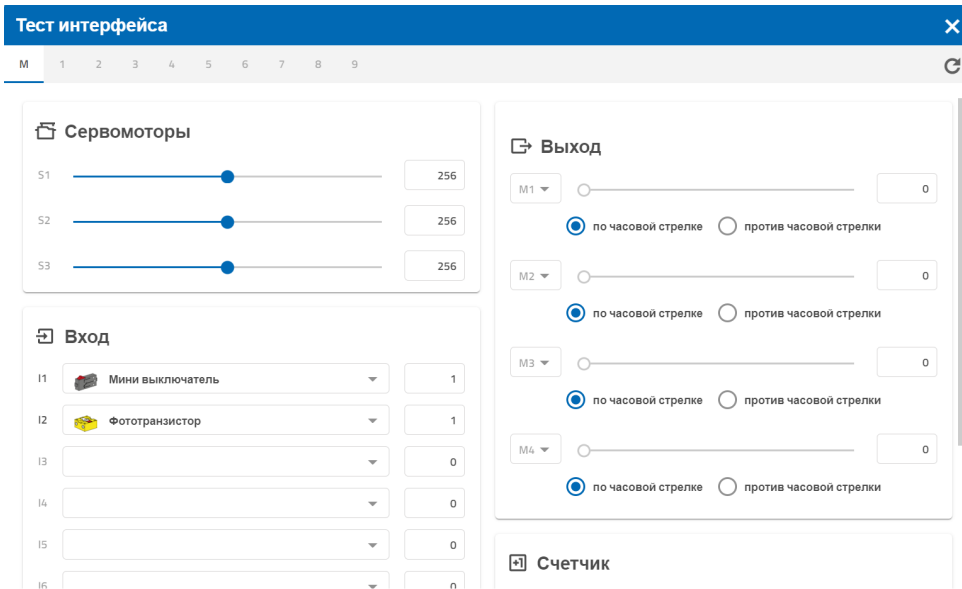 Тест интерфейса
M 1 2 3 4 5 6 7 8 9
Сервомоторы
S1 256
S2 256
S3 256
Вход
I1 Мини выключатель 1
I2 Фототранзистор 1
I3 0
I4 0
I5 0
I6 0
Выход
M1 0
по часовой стрелке против часовой стрелки
M2 0
по часовой стрелке против часовой стрелки
M3 0
по часовой стрелке против часовой стрелки
M4 0
по часовой стрелке против часовой стрелки
Счетчик